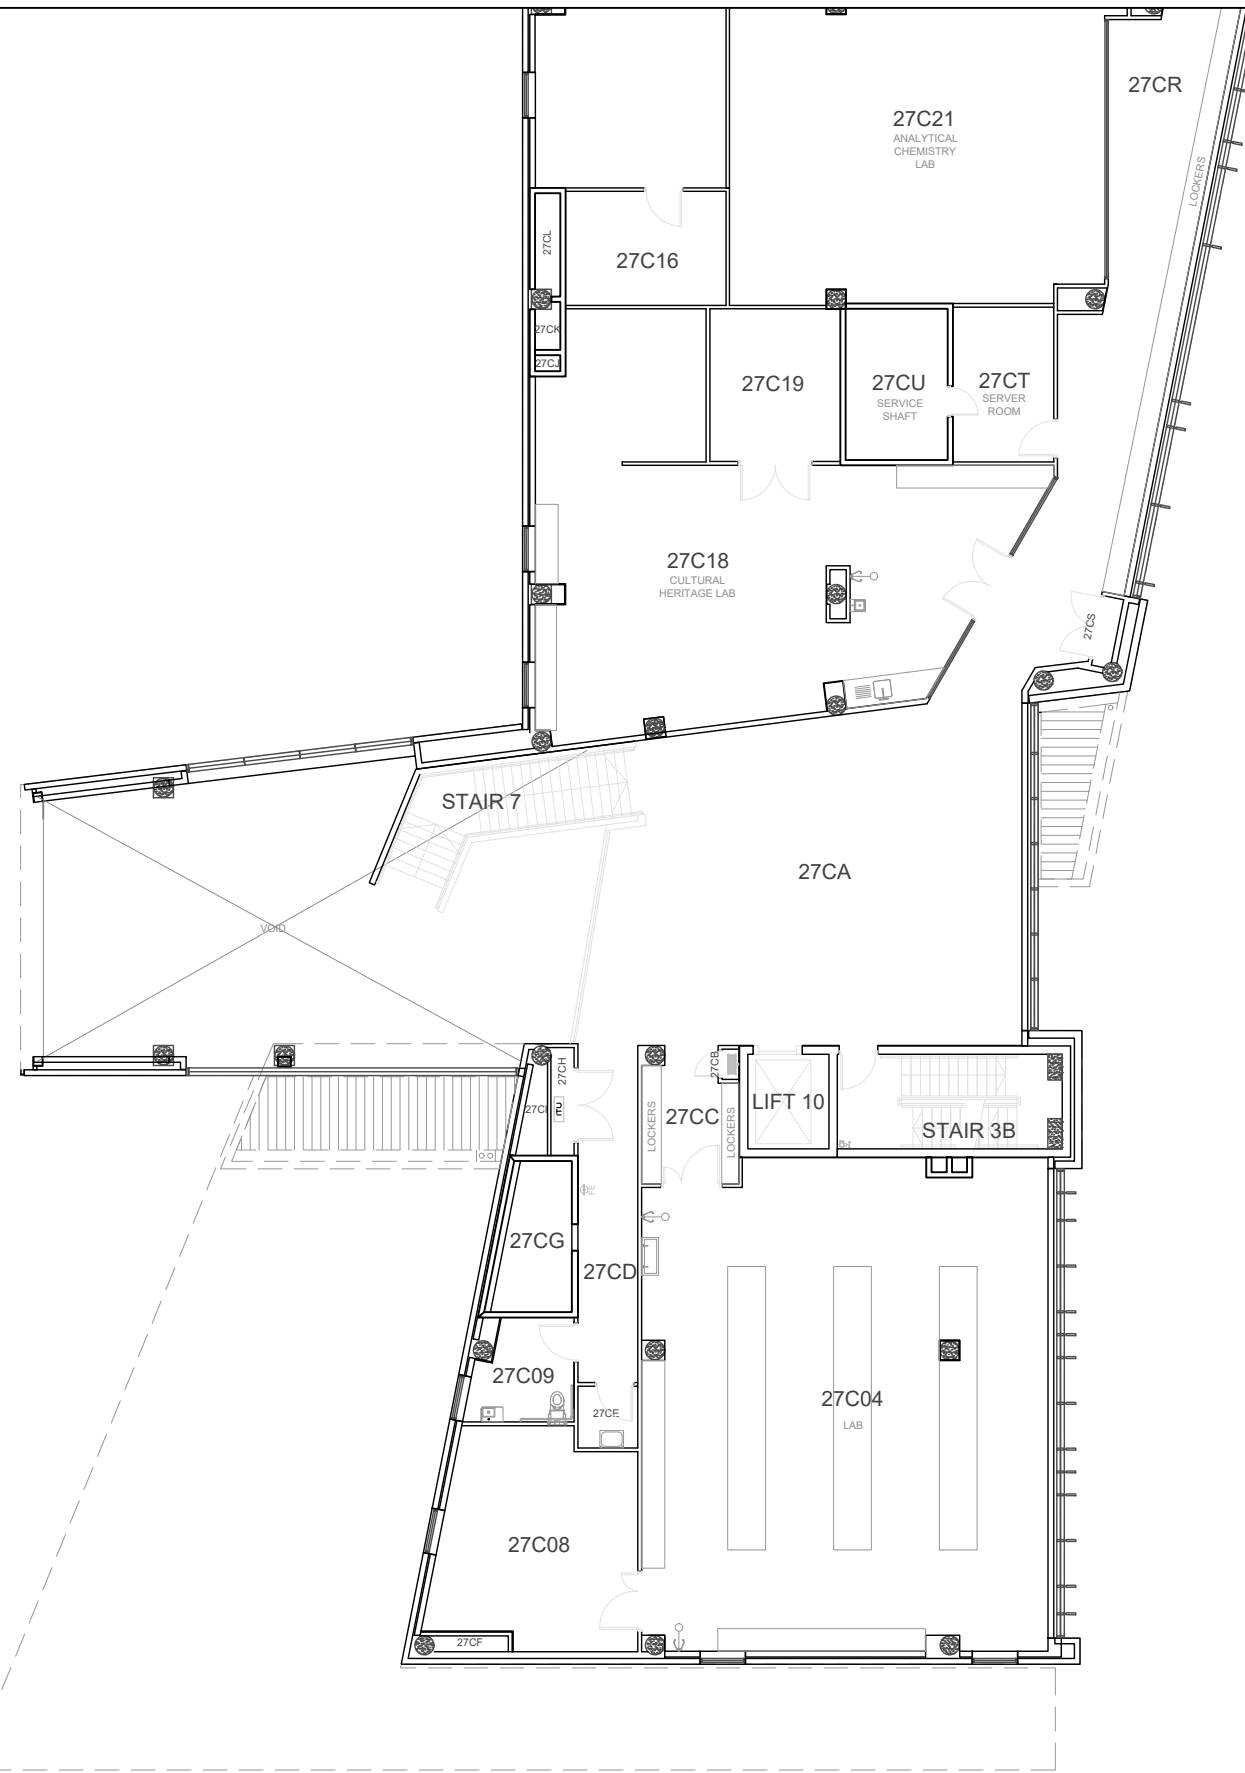 27CR
27C21
ANALYTICAL
CHEMISTRY
LAB
LOCKERS
27CL
27C16
27CK
27CJ
27C19
27CU
SERVICE
SHAFT
27CT
SERVER
ROOM
27C18
CULTURAL
HERITAGE LAB
27CS
STAIR 7
27CA
VOID
27CH
27CI
27CB
LOCKERS
27CC
LOCKERS
LIFT 10
STAIR 3B
FE
27CG
27CD
27C09
27CE
27C04
LAB
27C08
27CF